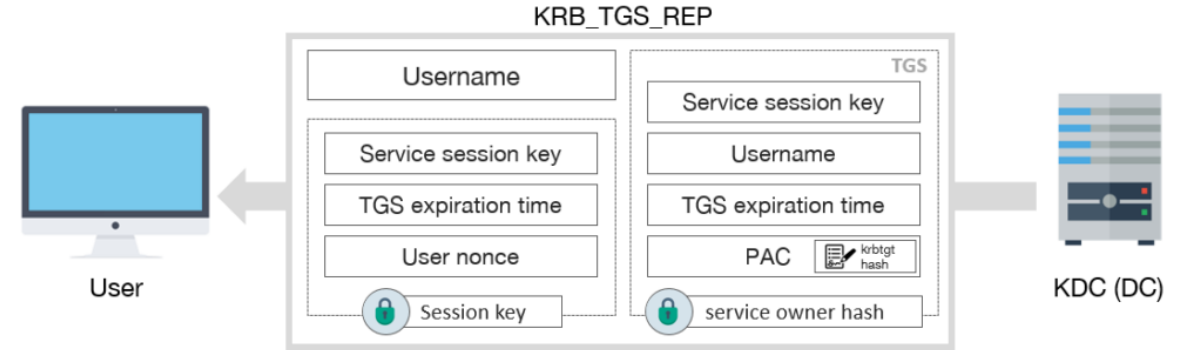 KRB_TGS_REP
Username
Service session key
TGS expiration time
User nonce
Session key
TGS
Service session key
Username
TGS expiration time
PAC
krbtgt
hash
service owner hash
User
KDC (DC)